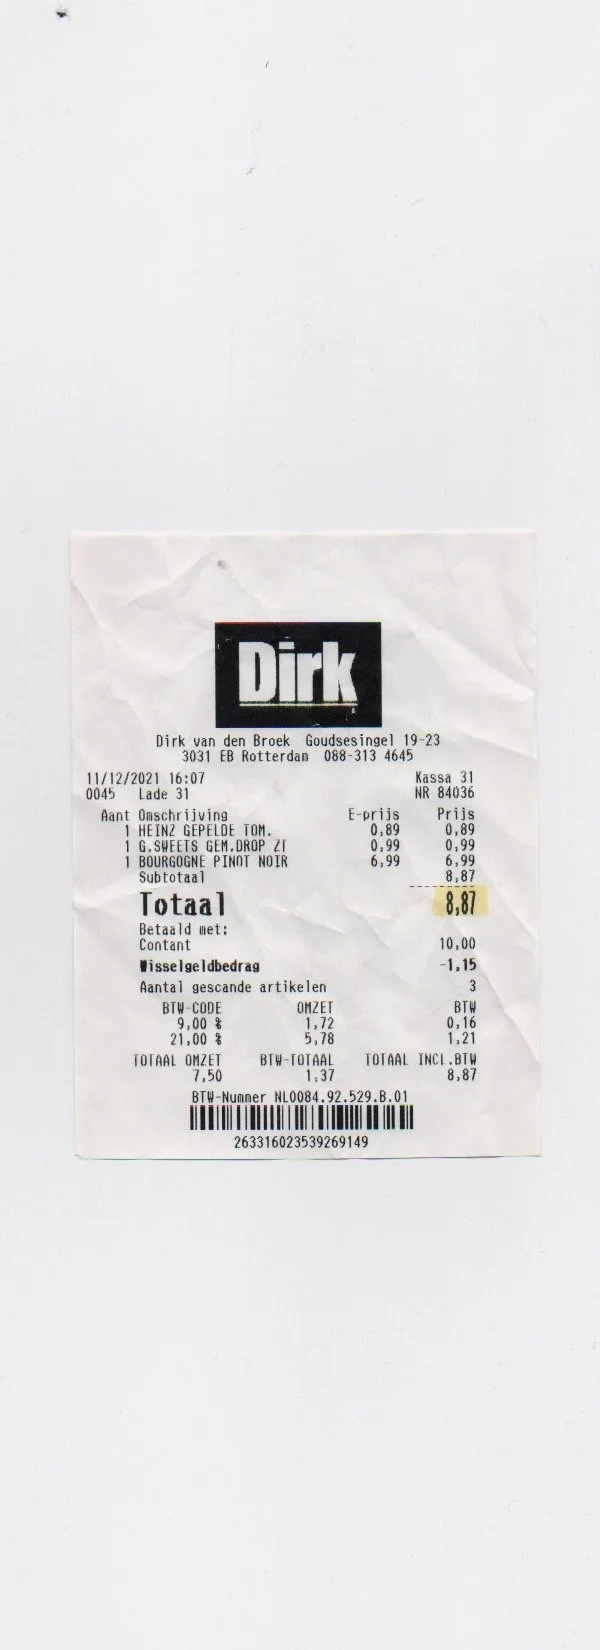 Dirk
Dirk van den Broek Goudsesingel 19-23
3031 EB Rotterdam 088-313 4645
11/12/2021 16:07 Kassa 31
0045 Lade 31 NR 84036
Aant Omschrijving E-prijs Prijs
1 HEINZ GEPELDE TOM. 0,89 0,89
1 G.SWEETS GEM.DROP ZI 0,99 0,99
1 BOURGOGNE PINOT NOIR 6,99 6,99
Subtotaal 8,87
Totaal 8,87
Betaald met:
Contant 10,00
Wisselgeldbedrag -1,15
Aantal gescande artikelen 3
BTW-CODE OMZET BTW
9,00 % 1,72 0,16
21,00 % 5,78 1,21
TOTAAL OMZET BTW-TOTAAL TOTAAL INCL.BTW
7,50 1,37 8,87
BTW-Nummer NL0084.92.529.B.01
263316023539269149